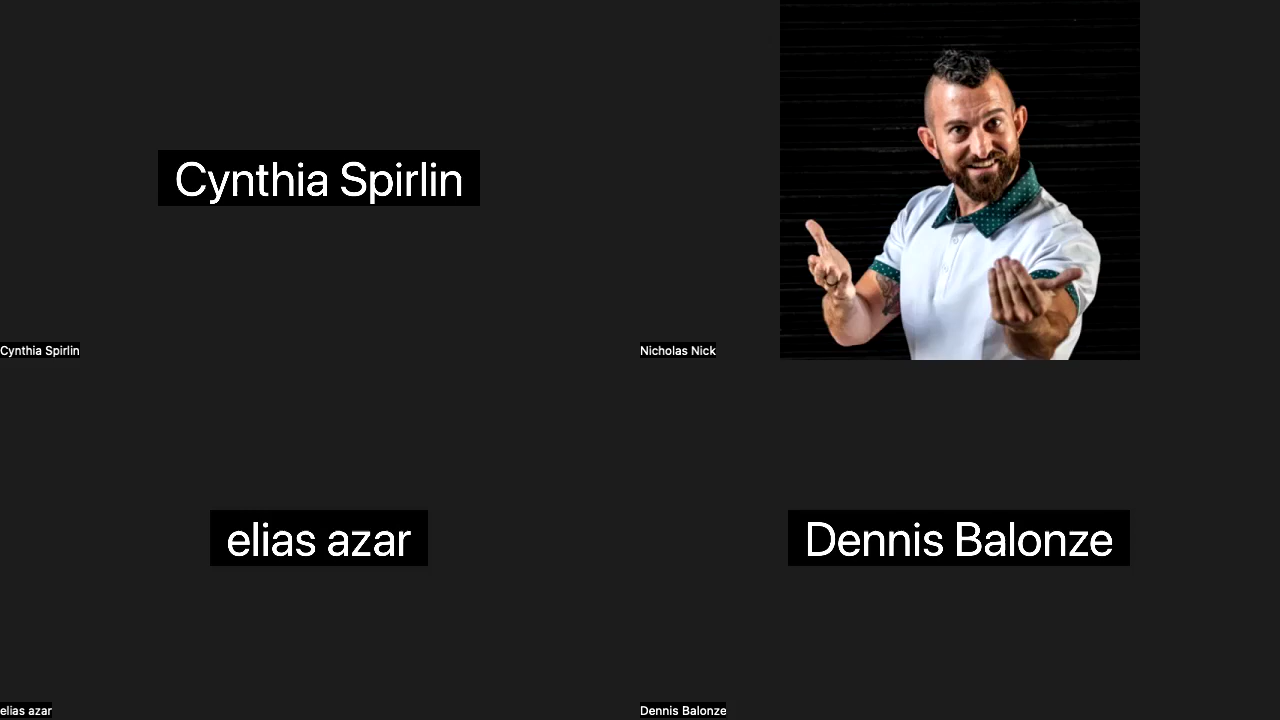 Cynthia Spirlin
Cynthia Spirlin
Nicholas Nick
elias azar
Dennis Balonze
elias azar
Dennis Balonze